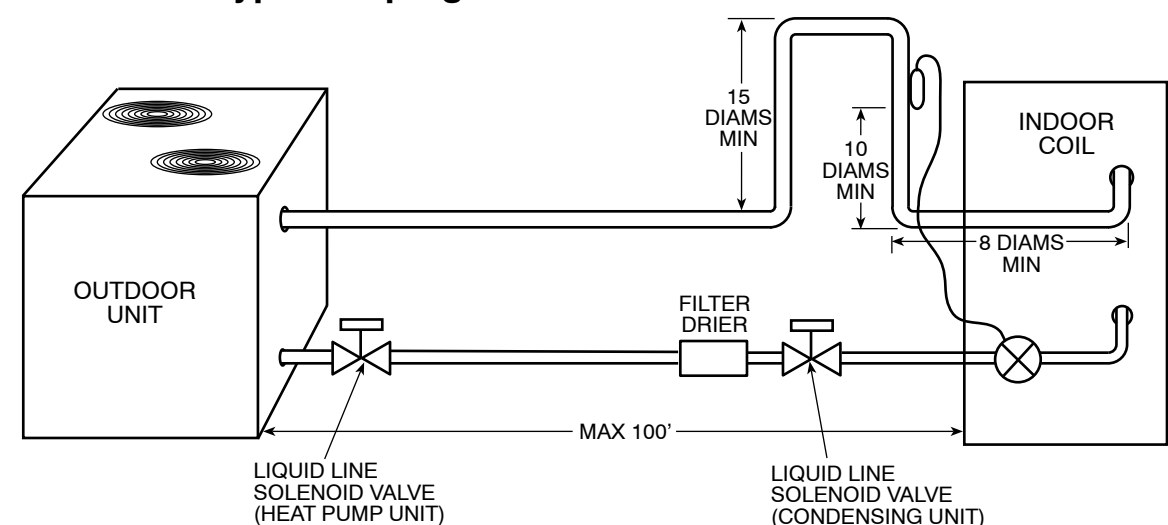 15
DIAMS
MIN
10
DIAMS
MIN
INDOOR
COIL
8 DIAMS
MIN
OUTDOOR
UNIT
FILTER
DRIER
MAX 100'
LIQUID LINE
SOLENOID VALVE
(HEAT PUMP UNIT)
LIQUID LINE
SOLENOID VALVE
(CONDENSING UNIT)